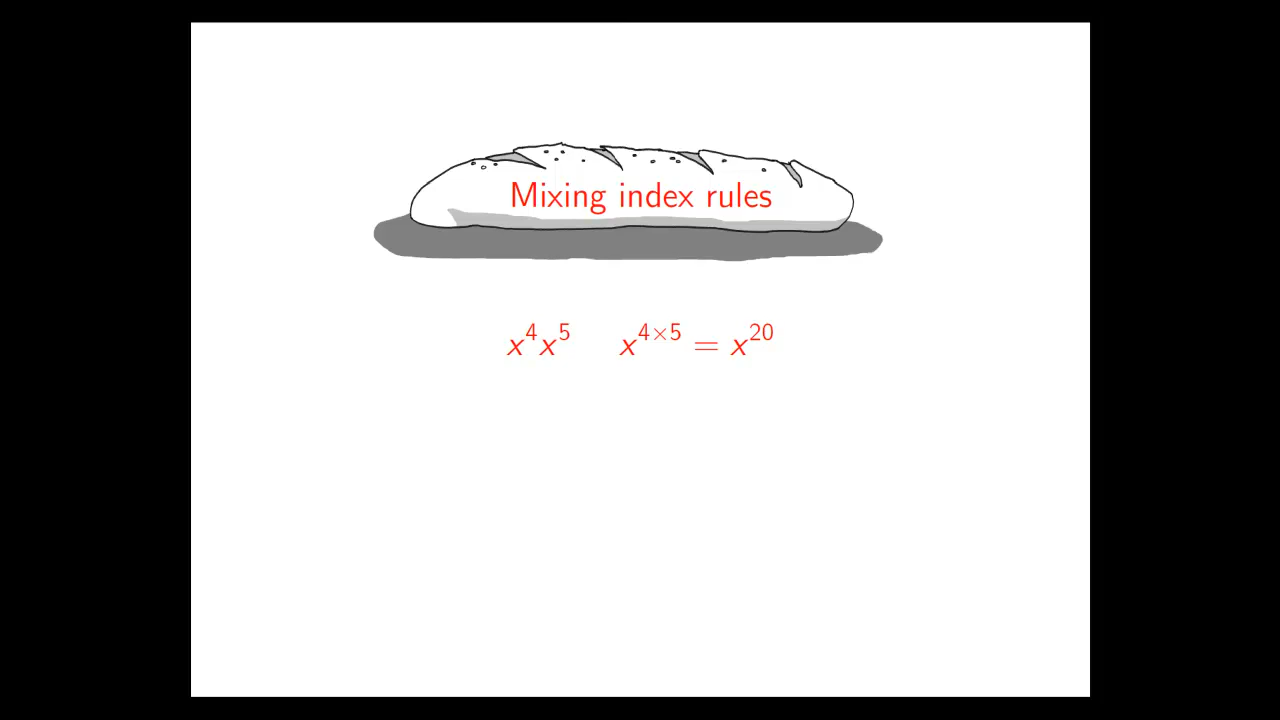 Mixing index rules
x⁴x⁵ x⁴ˣ⁵ = x²⁰